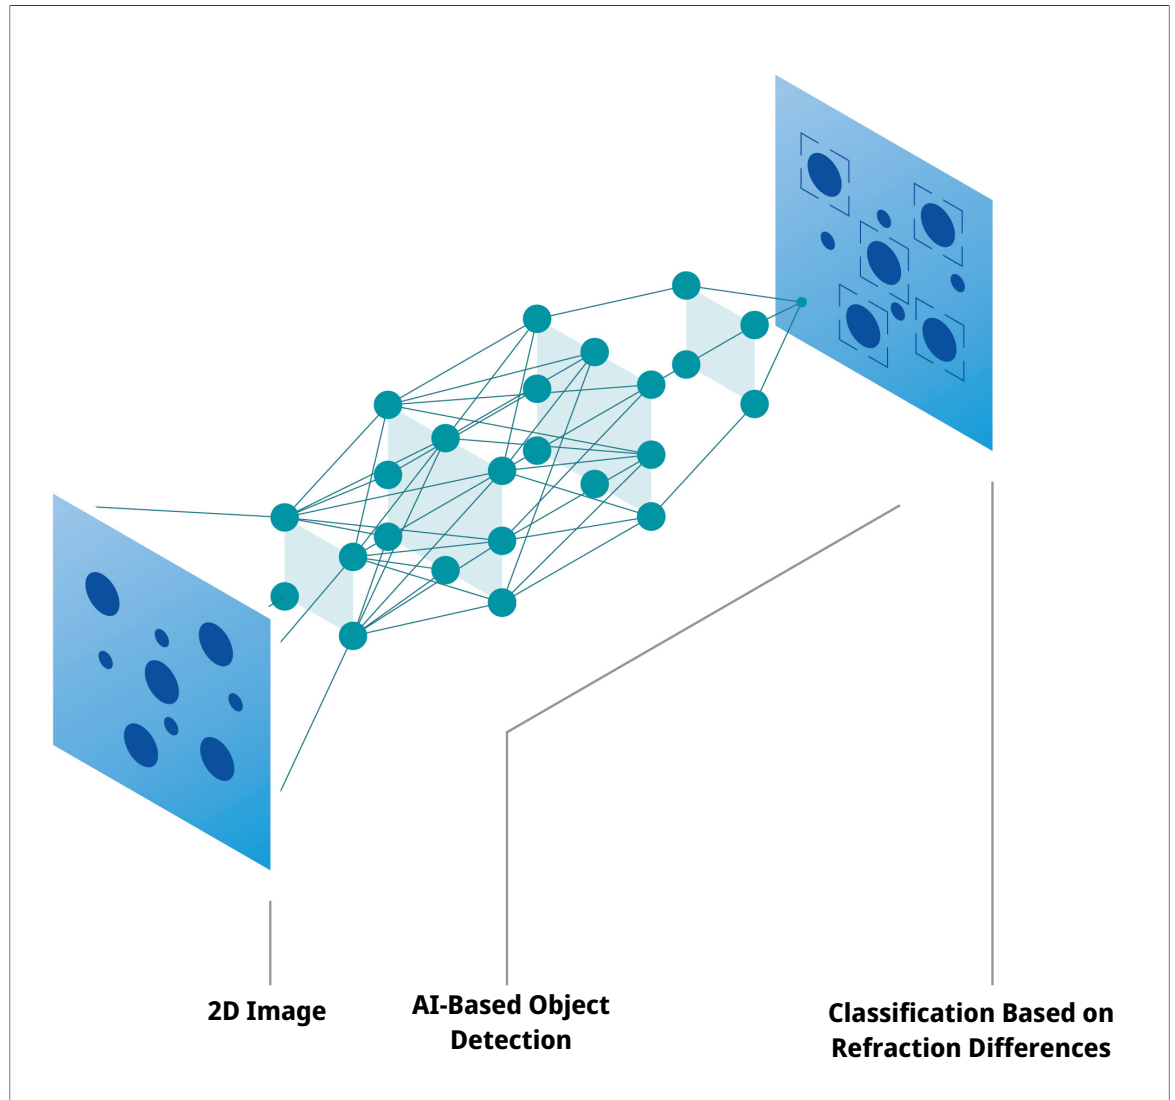 2D Image
AI-Based Object
Detection
Classification Based on
Refraction Differences